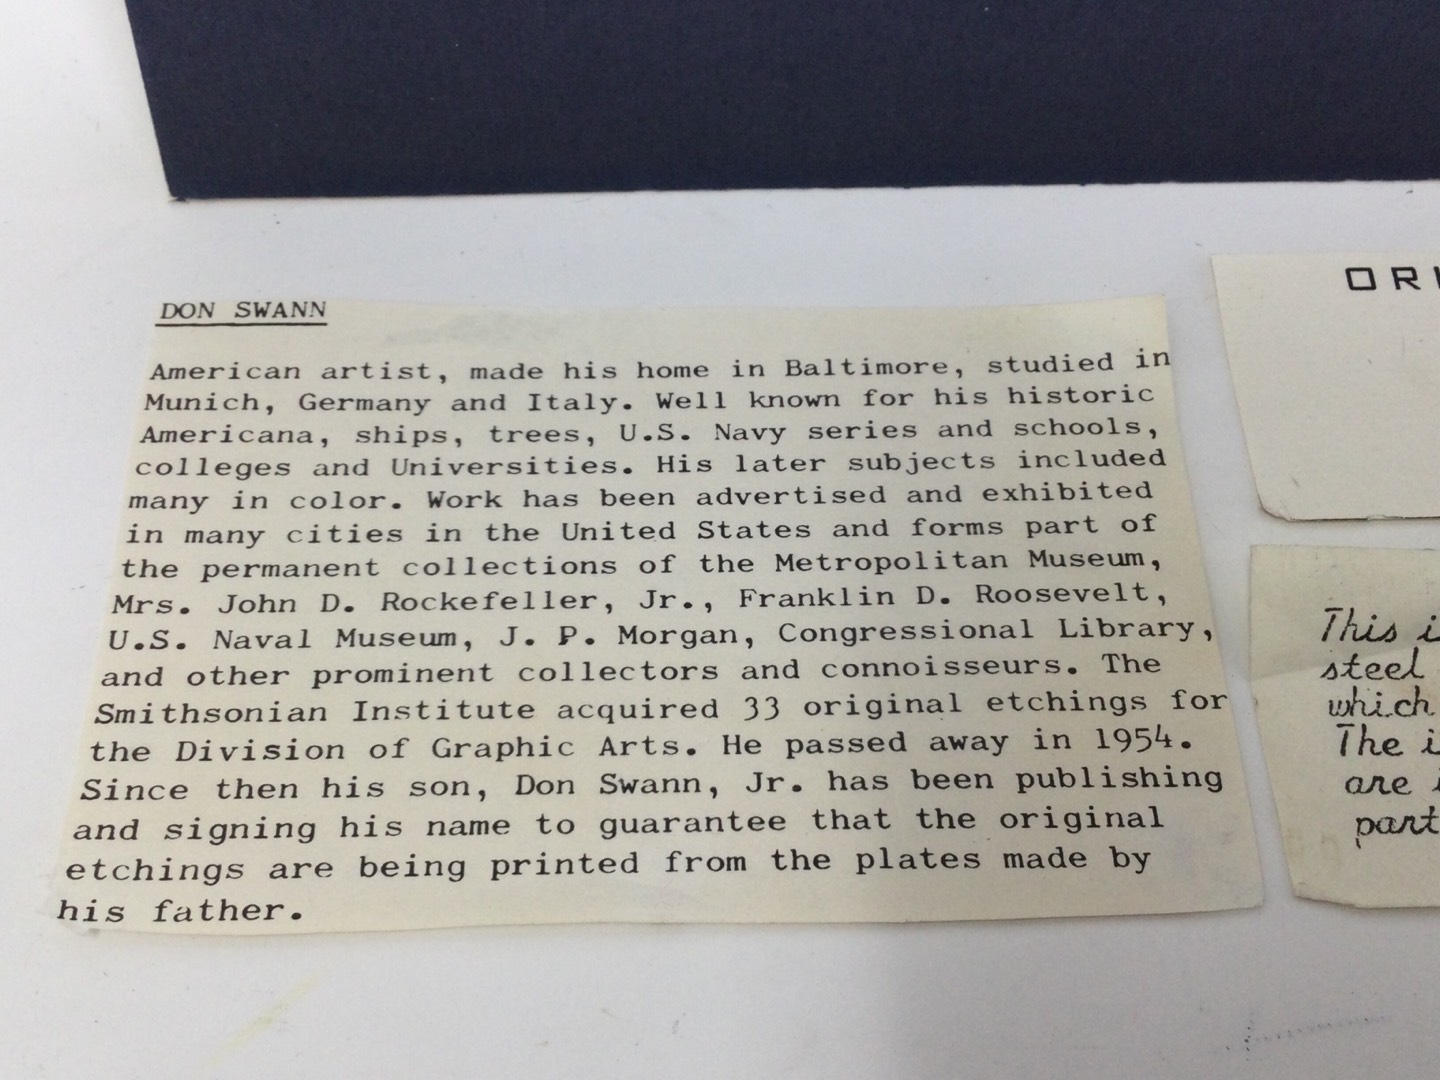 DON SWANN
American artist, made his home in Baltimore, studied in
Munich, Germany and Italy. Well known for his historic
Americana, ships, trees, U.S. Navy series and schools,
colleges and Universities. His later subjects included
many in color. Work has been advertised and exhibited
in many cities in the United States and forms part of
the permanent collections of the Metropolitan Museum,
Mrs. John D. Rockefeller, Jr., Franklin D. Roosevelt,
U.S. Naval Museum, J. P. Morgan, Congressional Library,
and other prominent collectors and connoisseurs. The
Smithsonian Institute acquired 33 original etchings for
the Division of Graphic Arts. He passed away in 1954.
Since then his son, Don Swann, Jr. has been publishing
and signing his name to guarantee that the original
etchings are being printed from the plates made by
his father.
This
steel
which
The
are